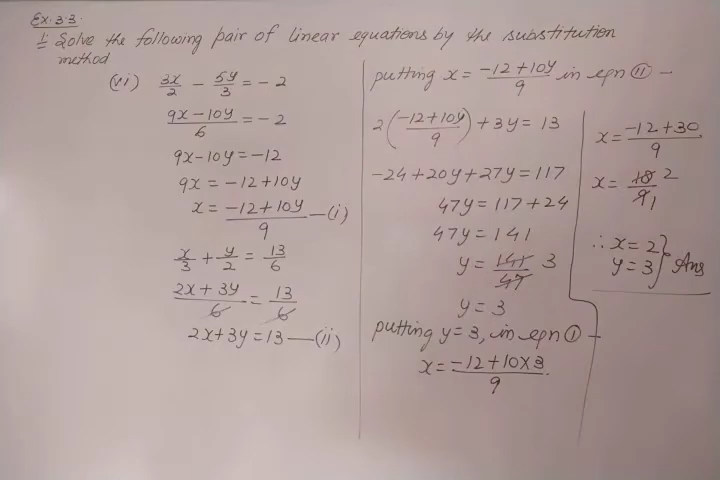 Ex. 3.3.
1. Solve the following pair of linear equations by the substitution
method
(vi) 3x/2 - 5y/3 = -2
9x - 10y/6 = -2
9x - 10y = -12
9x = -12 + 10y
x = -12 + 10y/9 —(i)
x/3 + y/2 = 13/6
2x + 3y/6 = 13/6
2x + 3y = 13 —(ii)
putting x = -12 + 10y/9 in eqn (ii) -
2(-12 + 10y/9) + 3y = 13
-24 + 20y + 27y = 117
47y = 117 + 24
47y = 141
y = 141/47 3
y = 3
putting y = 3, in eqn (i) -
x = -12 + 10 × 3/9
x = -12 + 30/9
x = 18/9 2/1
∴ x = 2
y = 3 } Ans